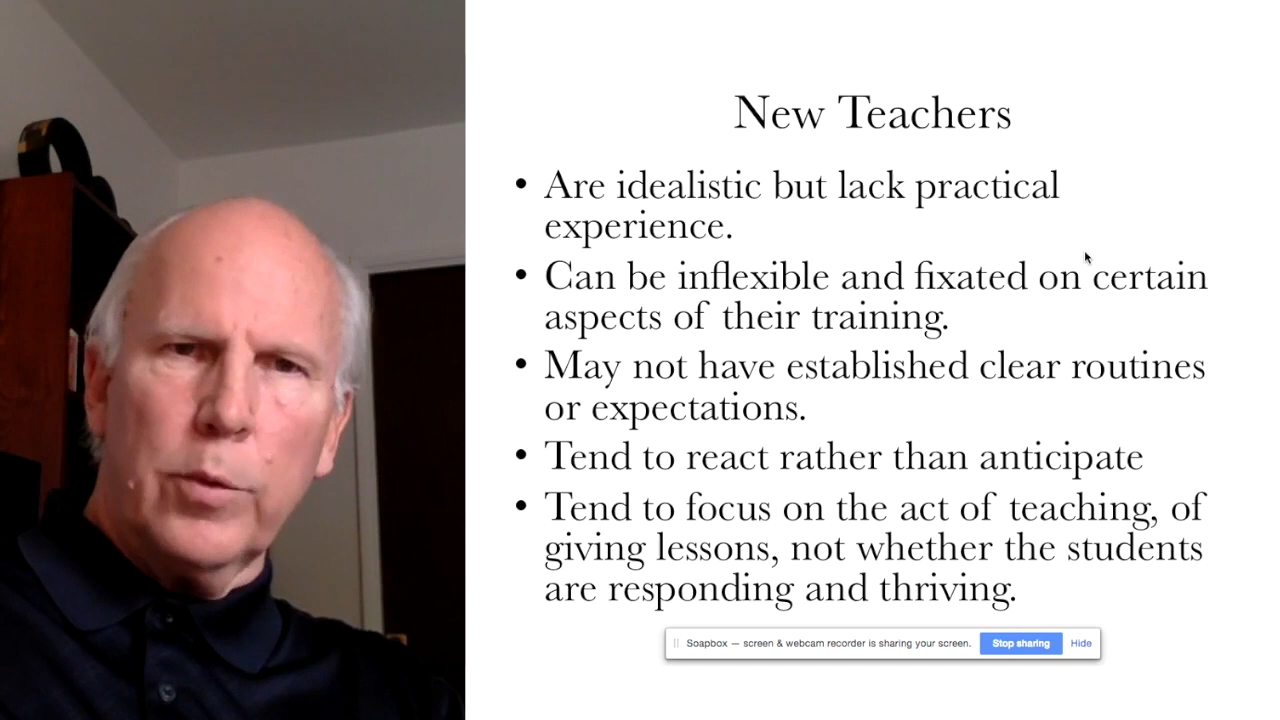 New Teachers
• Are idealistic but lack practical
experience.
• Can be inflexible and fixated on certain
aspects of their training.
• May not have established clear routines
or expectations.
• Tend to react rather than anticipate
• Tend to focus on the act of teaching, of
giving lessons, not whether the students
are responding and thriving.
Soapbox — screen & webcam recorder is sharing your screen. Stop sharing Hide